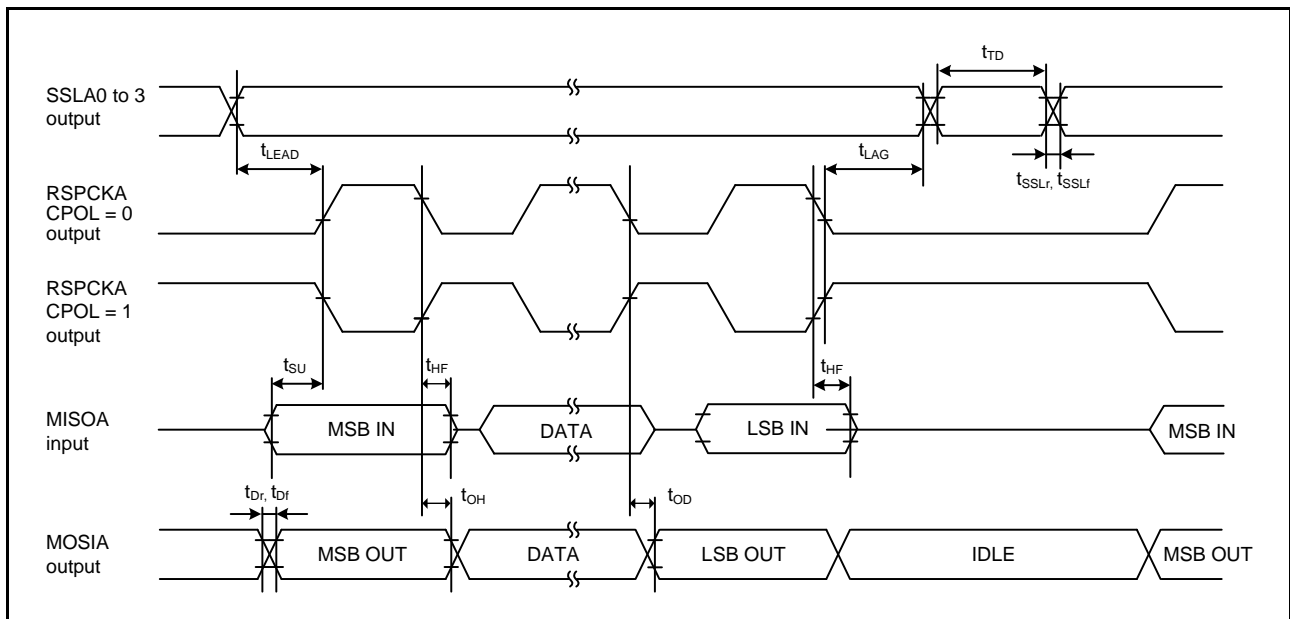 tTD
SSLA0 to 3
output
tLEAD
tLAG
tSSLr, tSSLf
RSPCKA
CPOL = 0
output
RSPCKA
CPOL = 1
output
tSU
tHF
tHF
MISOA
input
MSB IN
DATA
LSB IN
MSB IN
tDr, tDf
tOH
tOD
MOSIA
output
MSB OUT
DATA
LSB OUT
IDLE
MSB OUT